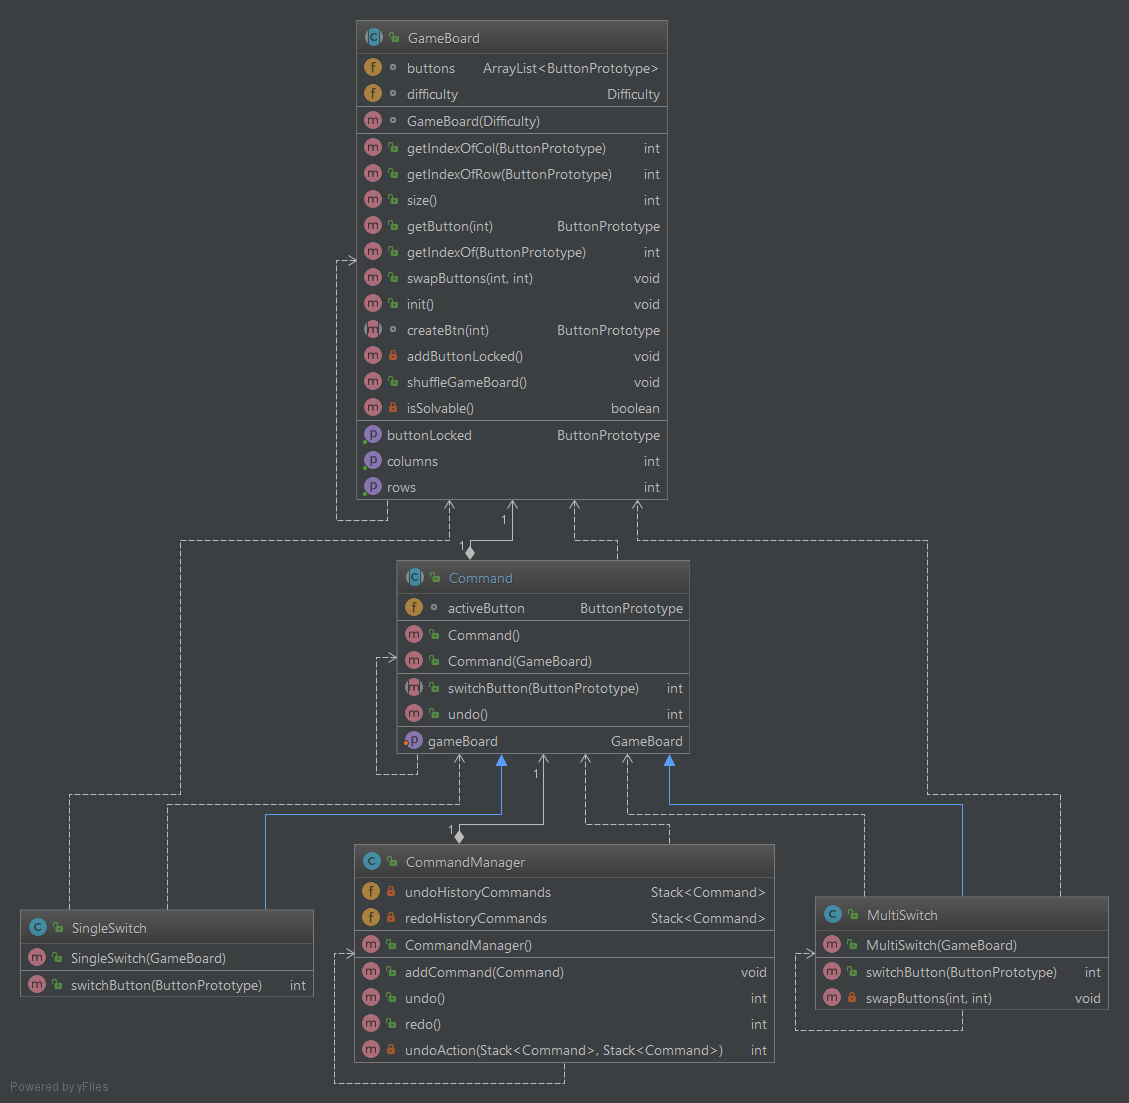 GameBoard
buttons ArrayList<ButtonPrototype>
difficulty Difficulty
GameBoard(Difficulty)
getIndexOfCol(ButtonPrototype) int
getIndexOfRow(ButtonPrototype) int
size() int
getButton(int) ButtonPrototype
getIndexOf(ButtonPrototype) int
swapButtons(int, int) void
init() void
createBtn(int) ButtonPrototype
addButtonLocked() void
shuffleGameBoard() void
isSolvable() boolean
buttonLocked ButtonPrototype
columns int
rows int
1
1
Command
activeButton ButtonPrototype
Command()
Command(GameBoard)
switchButton(ButtonPrototype) int
undo() int
gameBoard GameBoard
1
1
CommandManager
undoHistoryCommands Stack<Command>
redoHistoryCommands Stack<Command>
CommandManager()
addCommand(Command) void
undo() int
redo() int
undoAction(Stack<Command>, Stack<Command>) int
SingleSwitch
SingleSwitch(GameBoard)
switchButton(ButtonPrototype) int
MultiSwitch
MultiSwitch(GameBoard)
switchButton(ButtonPrototype) int
swapButtons(int, int) void
Powered by yFiles